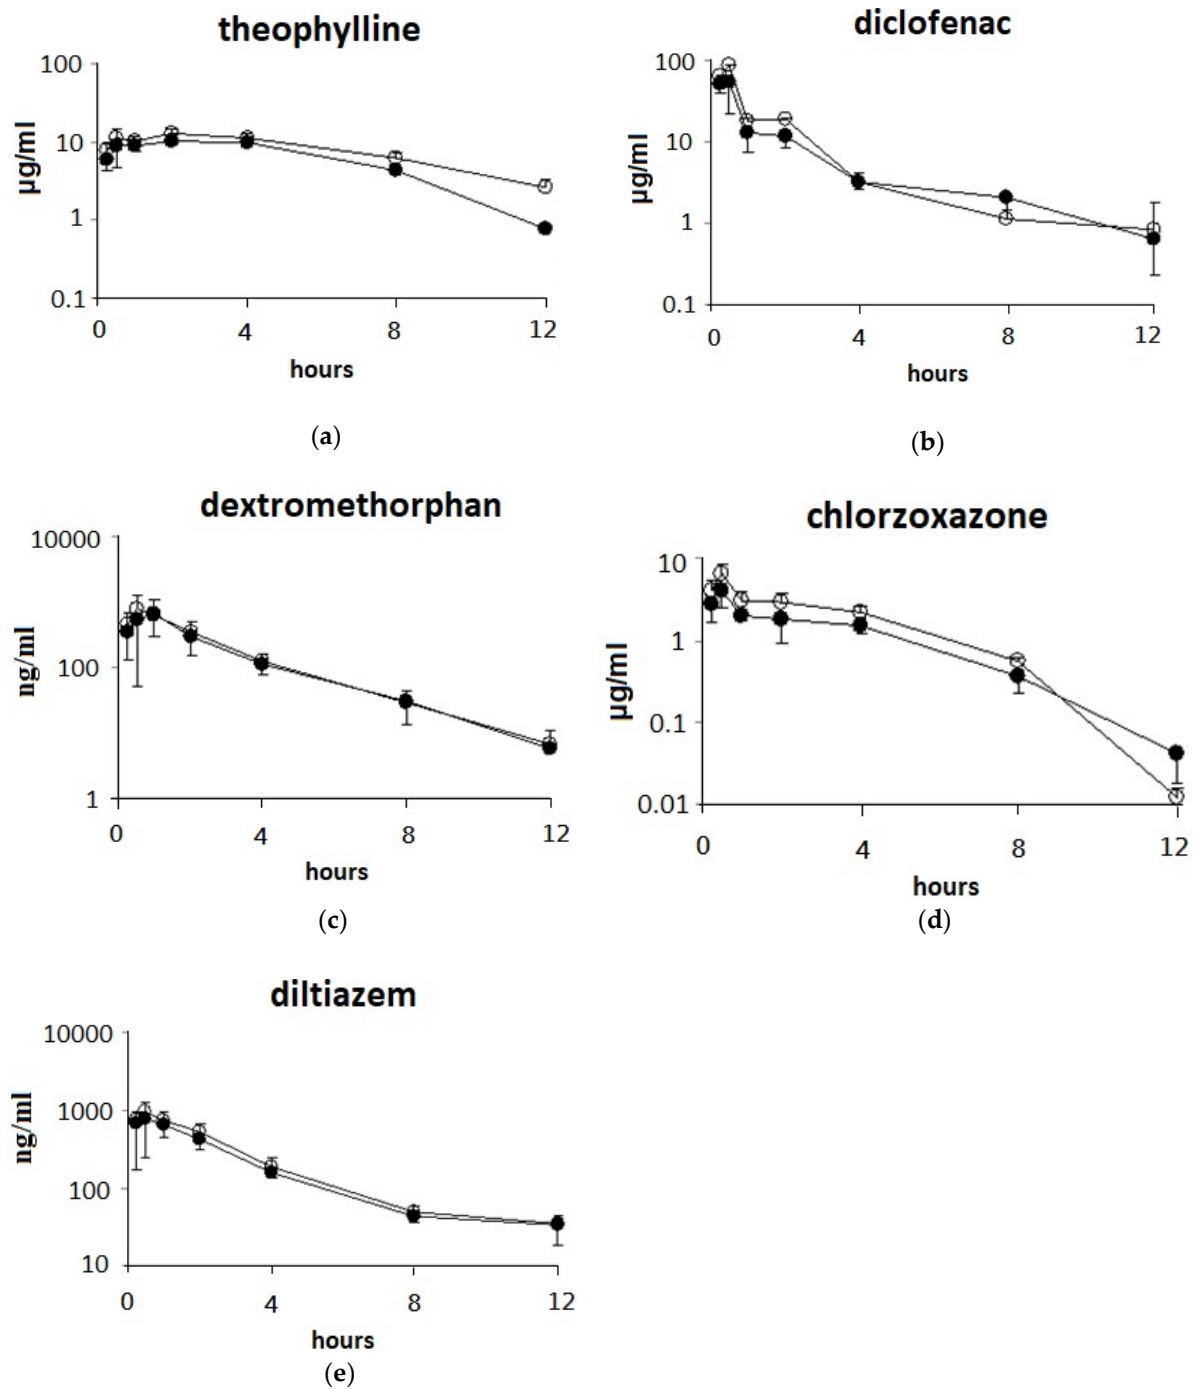 theophylline
100
10
1
0.1
µg/ml
0 4 8 12
hours
(a)
diclofenac
100
10
1
0.1
µg/ml
0 4 8 12
hours
(b)
dextromethorphan
10000
100
1
ng/ml
0 4 8 12
hours
(c)
chlorzoxazone
10
1
0.1
0.01
µg/ml
0 4 8 12
hours
(d)
diltiazem
10000
1000
100
10
ng/ml
0 4 8 12
hours
(e)